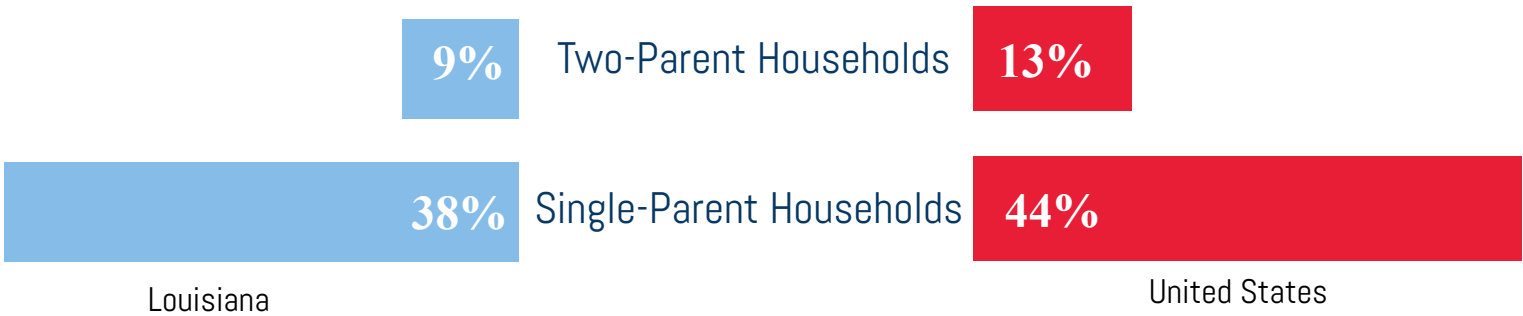 9% Two-Parent Households 13%
38% Single-Parent Households 44%
Louisiana United States